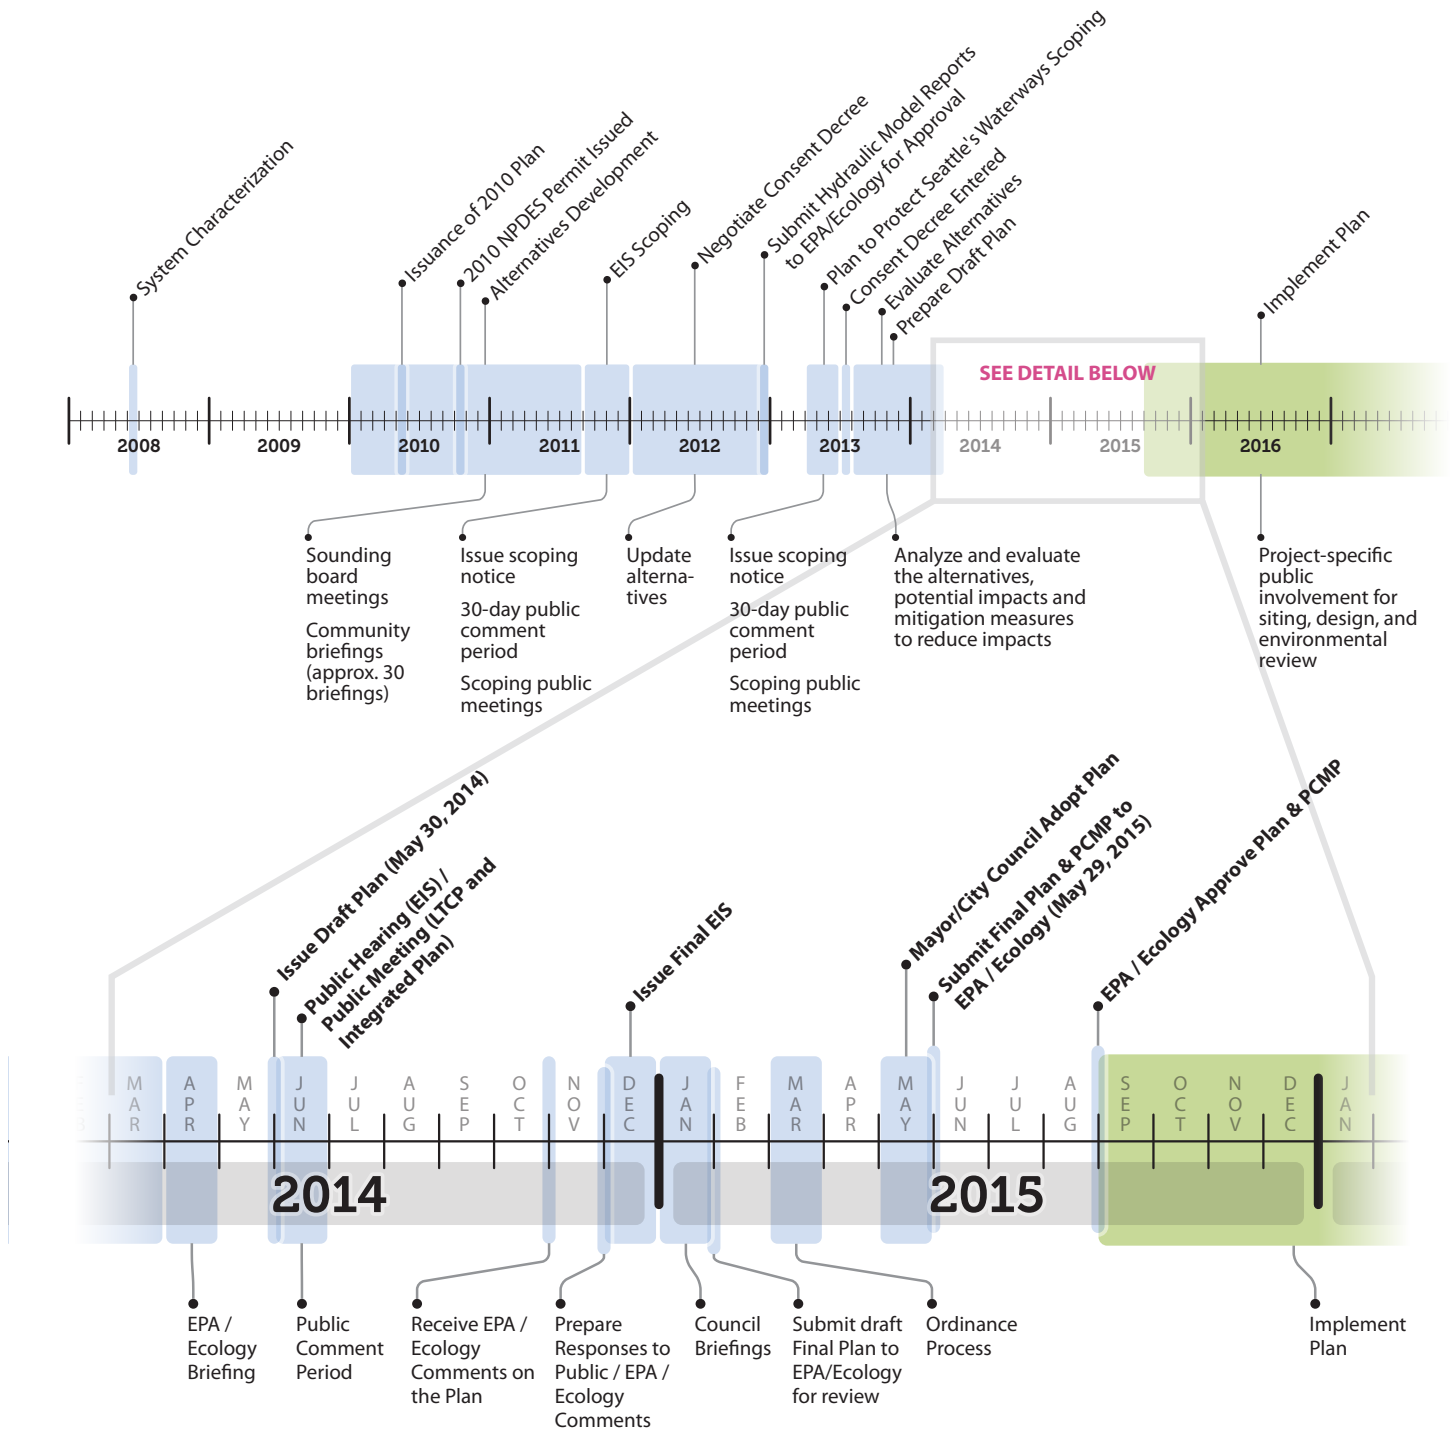 System Characterization
Issuance of 2010 Plan
2010 NPDES Permit Issued
Alternatives Development
EIS Scoping
Negotiate Consent Decree
Submit Hydraulic Model Reports
to EPA/Ecology for Approval
Plan to Protect Seattle's Waterways Scoping
Consent Decree Entered
Evaluate Alternatives
Prepare Draft Plan
Implement Plan
SEE DETAIL BELOW
2008
2009
2010
2011
2012
2013
2014
2015
2016
Sounding
board
meetings
Community
briefings
(approx. 30
briefings)
Issue scoping
notice
30-day public
comment
period
Scoping public
meetings
Update
alterna-
tives
Issue scoping
notice
30-day public
comment
period
Scoping public
meetings
Analyze and evaluate
the alternatives,
potential impacts and
mitigation measures
to reduce impacts
Project-specific
public
involvement for
siting, design, and
environmental
review
Issue Draft Plan (May 30, 2014)
Public Hearing (EIS) /
Public Meeting (LTCP and
Integrated Plan)
Issue Final EIS
Mayor/City Council Adopt Plan
Submit Final Plan & PCMP to
EPA / Ecology (May 29, 2015)
EPA / Ecology Approve Plan & PCMP
MAR
APR
MAY
JUN
JUL
AUG
SEP
OCT
NOV
DEC
JAN
FEB
MAR
APR
MAY
JUN
JUL
AUG
SEP
OCT
NOV
DEC
JAN
2014
2015
EPA /
Ecology
Briefing
Public
Comment
Period
Receive EPA /
Ecology
Comments on
the Plan
Prepare
Responses to
Public / EPA /
Ecology
Comments
Council
Briefings
Submit draft
Final Plan to
EPA/Ecology
for review
Ordinance
Process
Implement
Plan